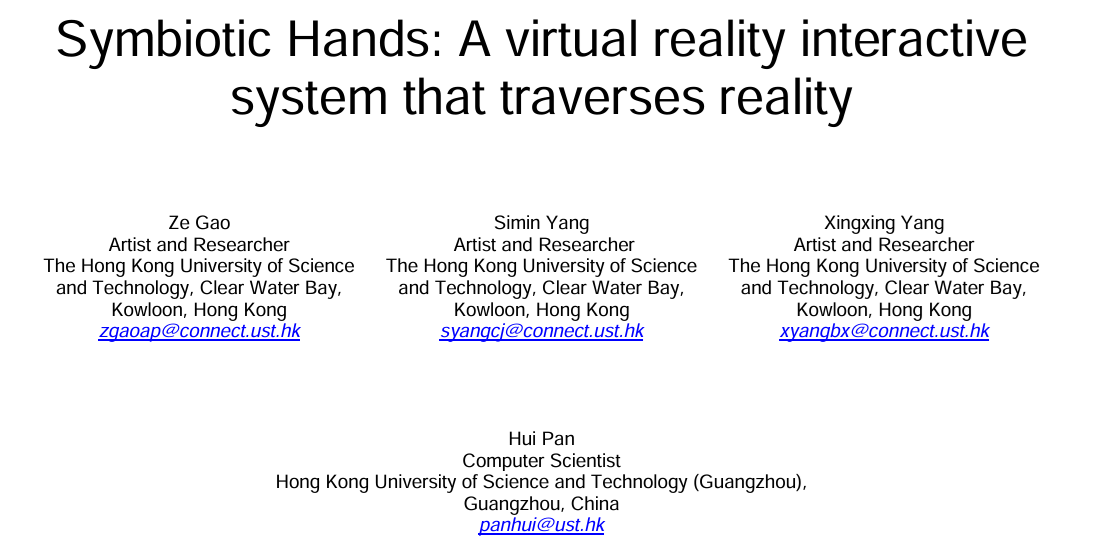 Symbiotic Hands: A virtual reality interactive
system that traverses reality
Ze Gao
Artist and Researcher
The Hong Kong University of Science
and Technology, Clear Water Bay,
Kowloon, Hong Kong
zgaoap@connect.ust.hk
Simin Yang
Artist and Researcher
The Hong Kong University of Science
and Technology, Clear Water Bay,
Kowloon, Hong Kong
syangcj@connect.ust.hk
Xingxing Yang
Artist and Researcher
The Hong Kong University of Science
and Technology, Clear Water Bay,
Kowloon, Hong Kong
xyangbx@connect.ust.hk
Hui Pan
Computer Scientist
Hong Kong University of Science and Technology (Guangzhou),
Guangzhou, China
panhui@ust.hk